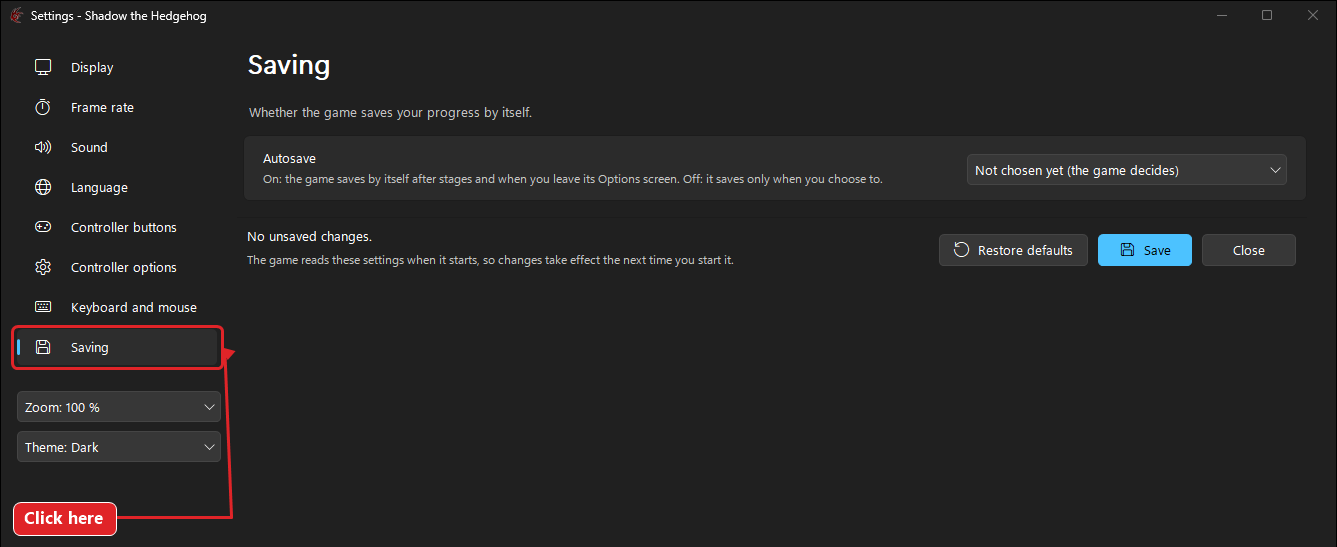 Settings - Shadow the Hedgehog
Display
Frame rate
Sound
Language
Controller buttons
Controller options
Keyboard and mouse
Saving
Zoom: 100 %
Theme: Dark
Click here
Saving
Whether the game saves your progress by itself.
Autosave
On: the game saves by itself after stages and when you leave its Options screen. Off: it saves only when you choose to.
Not chosen yet (the game decides)
No unsaved changes.
The game reads these settings when it starts, so changes take effect the next time you start it.
Restore defaults
Save
Close